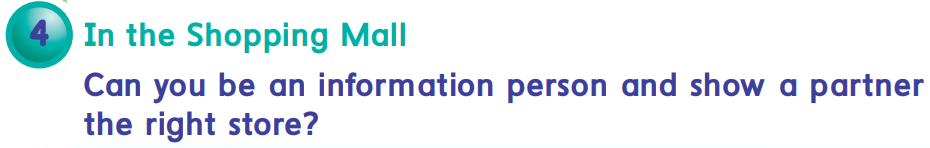 4 In the Shopping Mall
Can you be an information person and show a partner
the right store?